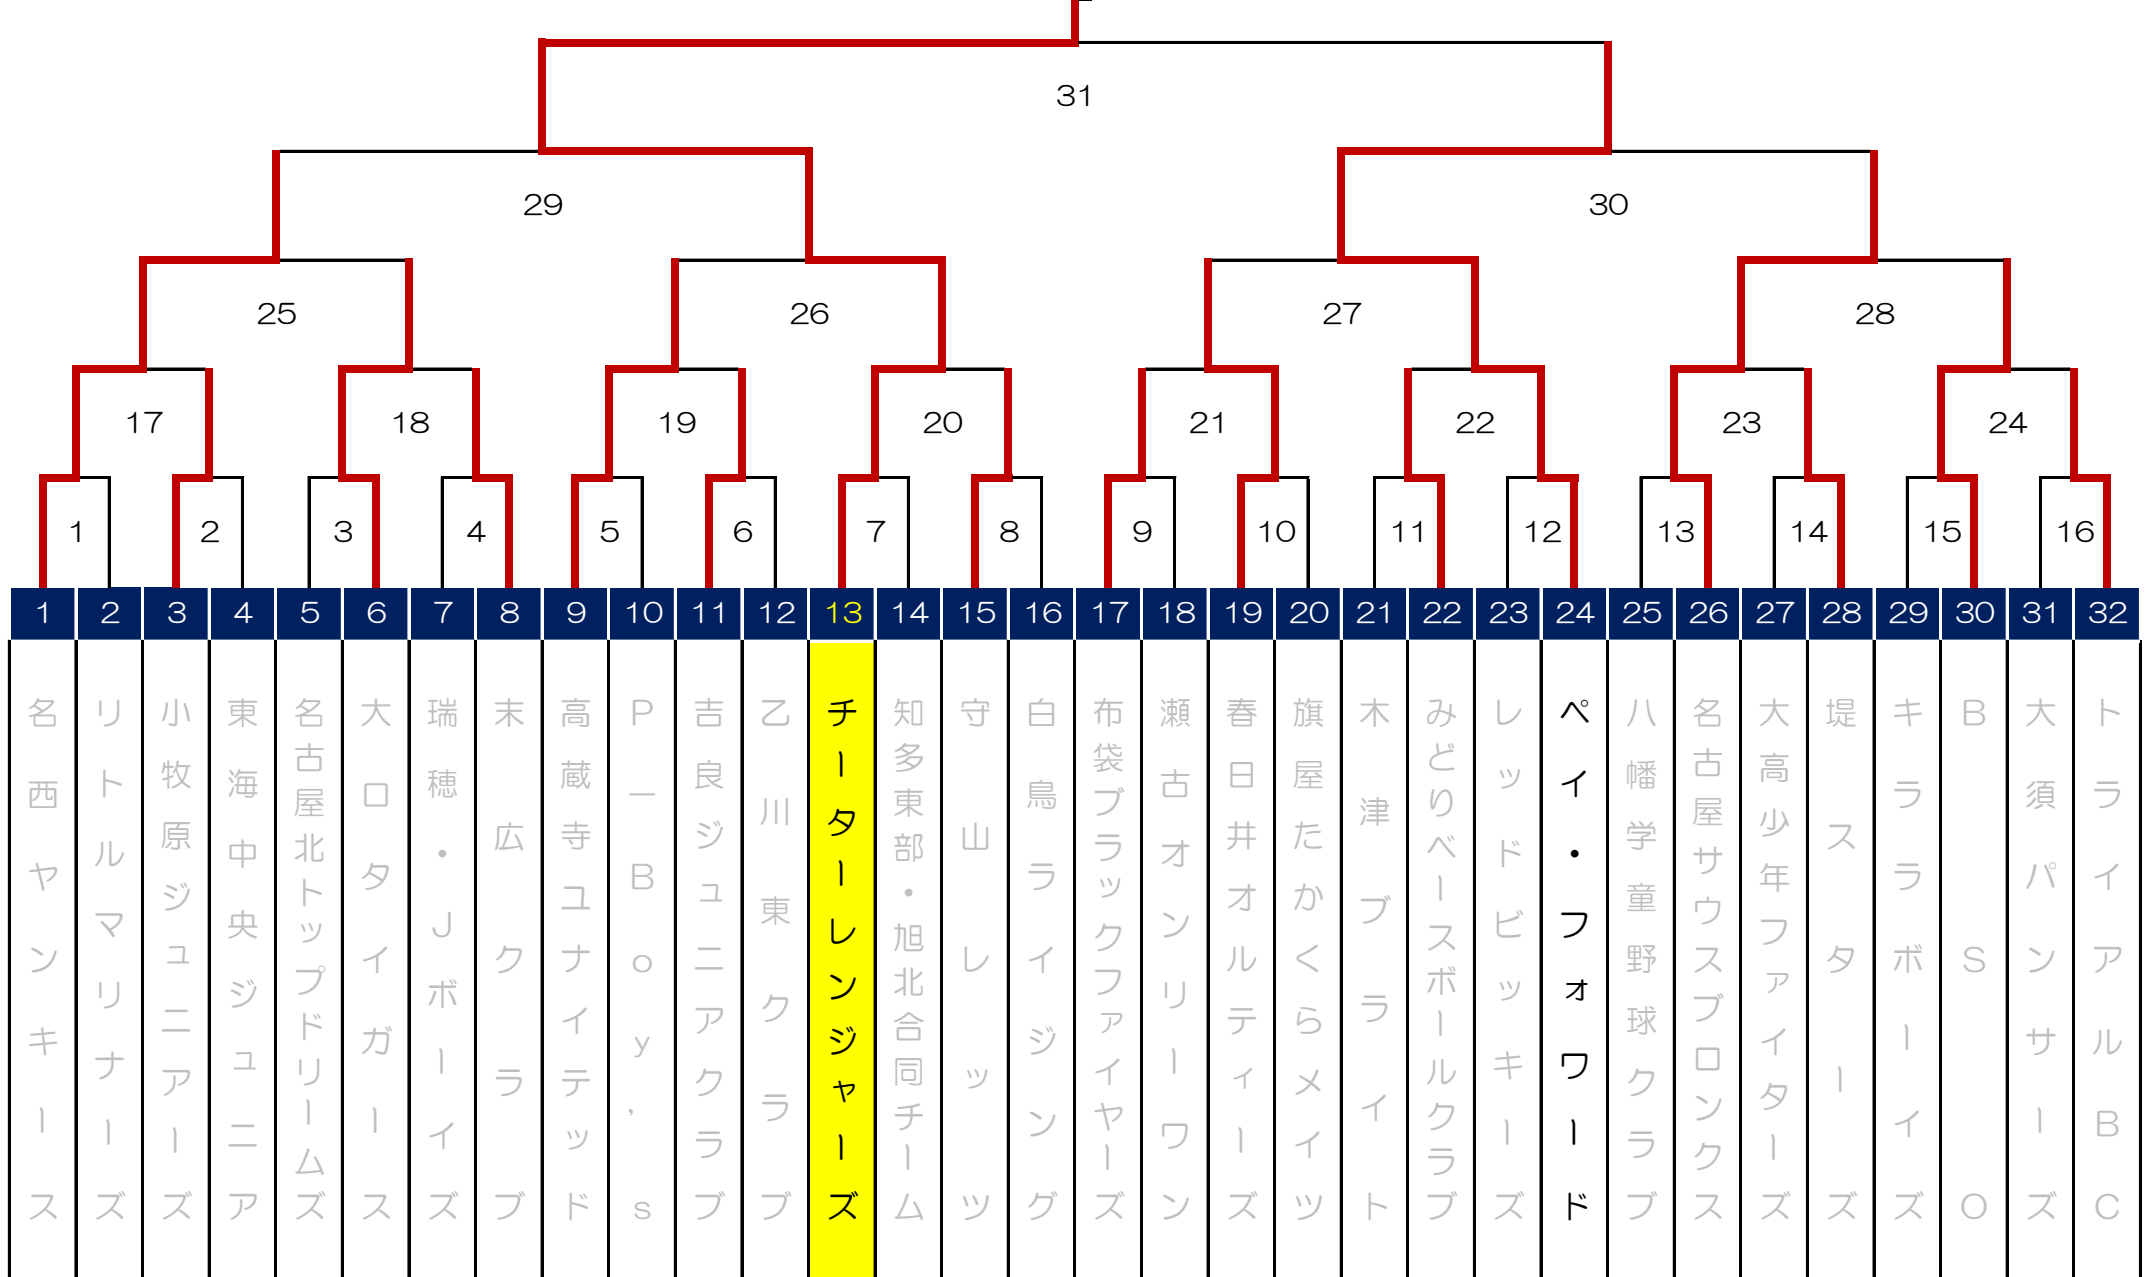 31
29 30
25 26 27 28
17 18 19 20 21 22 23 24
1 2 3 4 5 6 7 8 9 10 11 12 13 14 15 16
1 2 3 4 5 6 7 8 9 10 11 12 13 14 15 16 17 18 19 20 21 22 23 24 25 26 27 28 29 30 31 32
名西ヤンキース
リトルマリナーズ
小牧原ジュニアーズ
東海中央ジュニア
名古屋北トップドリームズ
大口タイガース
瑞穂・Jボーイズ
末広クラブ
高蔵寺ユナイテッド
P－Boy’s
吉良ジュニアクラブ
乙川東クラブ
チーターレンジャーズ
知多東部・旭北合同チーム
守山レッツ
白鳥ライジング
布袋ブラックファイヤーズ
瀬古オンリーワン
春日井オルティーズ
旗屋たかくらメイツ
木津ブライト
みどりベースボールクラブ
レッドビッキーズ
ペイ・フォワード
八幡学童野球クラブ
名古屋サウスブロンクス
大高少年ファイターズ
堤スターズ
キラボーイズ
BSO
大須パンサーズ
トライアルBC